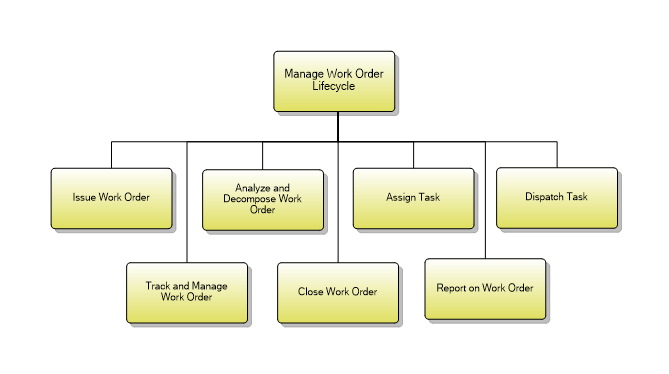 Manage Work Order
Lifecycle
Issue Work Order
Analyze and
Decompose Work
Order
Assign Task
Dispatch Task
Track and Manage
Work Order
Close Work Order
Report on Work Order